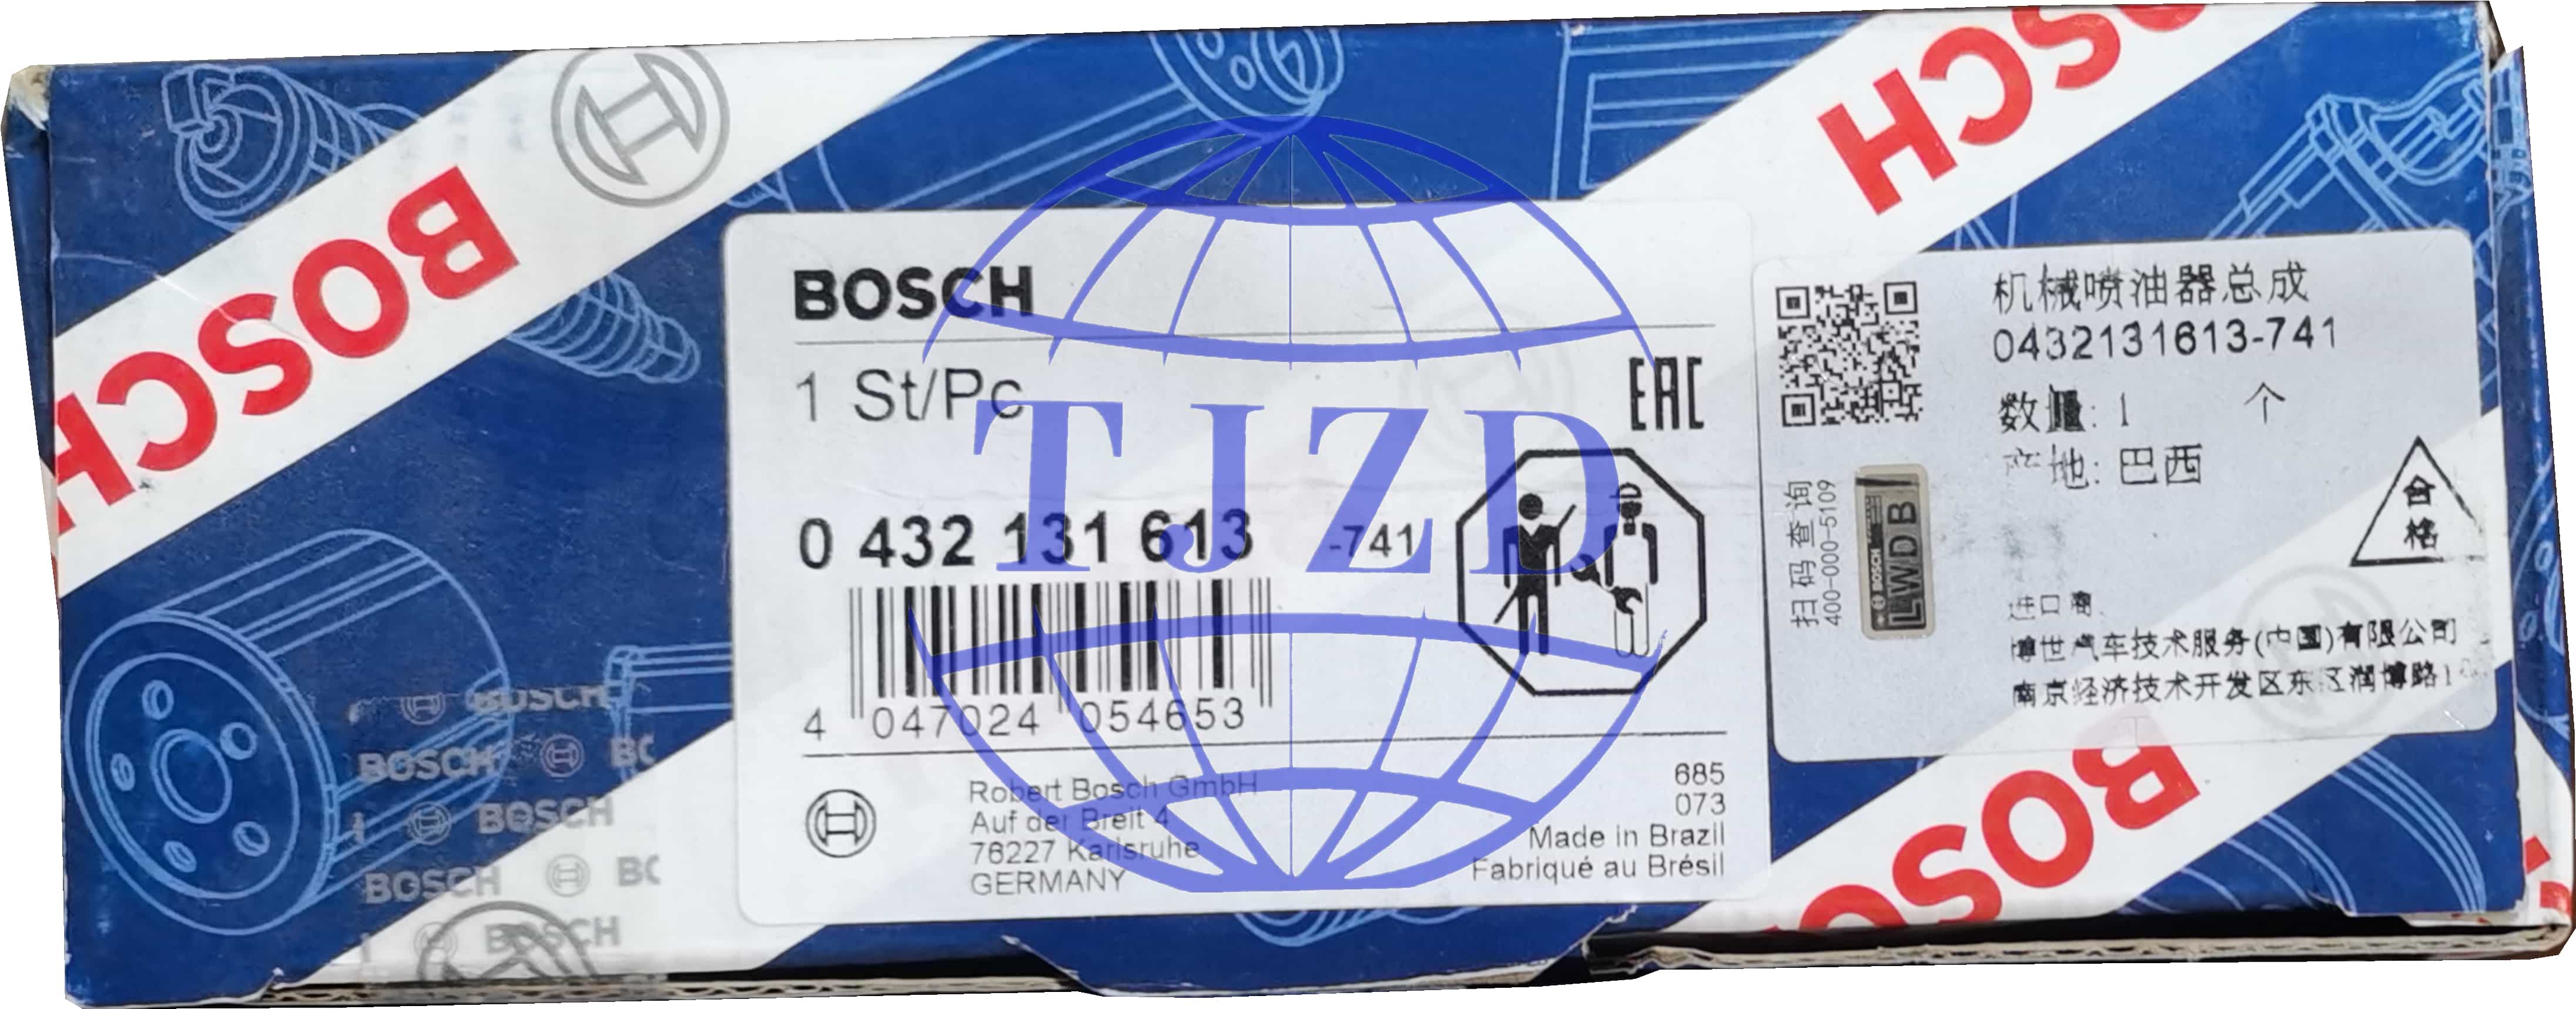 BOSCH
BOSCH
BOSCH
1 St/Pc
EAC
TJZD
0 432 131 613 -741
4 047024 054653
Robert Bosch GmbH
Auf der Breit 4
76227 Karlsruhe
GERMANY
685
073
Made in Brazil
Fabriqué au Brésil
机械喷油器总成
0432131613-741
数量: 1 个
产地: 巴西
合格
扫码查询
400-000-5109
BOSCH
LWDB
进口商
博世汽车技术服务(中国)有限公司
南京经济技术开发区东区润博路1
BOSCH
BOSCH
BOSCH BO
BOSCH
BOSCH BO
BOSCH